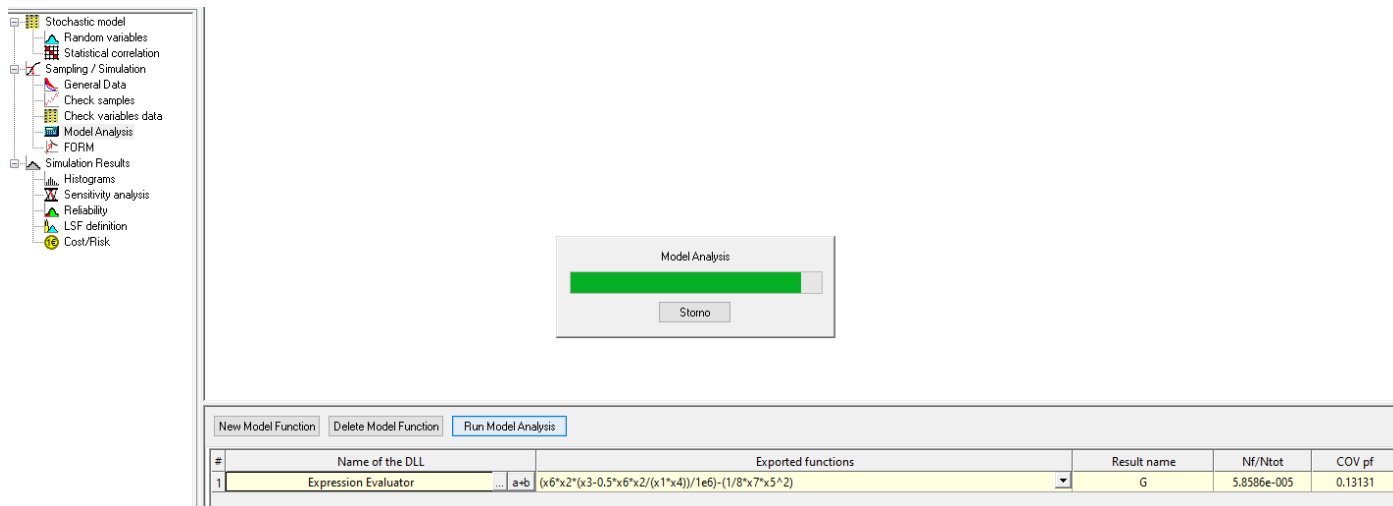 Stochastic model
Random variables
Statistical correlation
Sampling / Simulation
General Data
Check samples
Check variables data
Model Analysis
FORM
Simulation Results
Histograms
Sensitivity analysis
Reliability
LSF definition
Cost/Risk
Model Analysis
Storno
New Model Function Delete Model Function Run Model Analysis
# Name of the DLL Exported functions Result name Nf/Ntot COV pf
1 Expression Evaluator ... a+b (x6*x2*(x3-0.5*x6*x2/(x1*x4))/1e6)-(1/8*x7*x5^2) G 5.8586e-005 0.13131